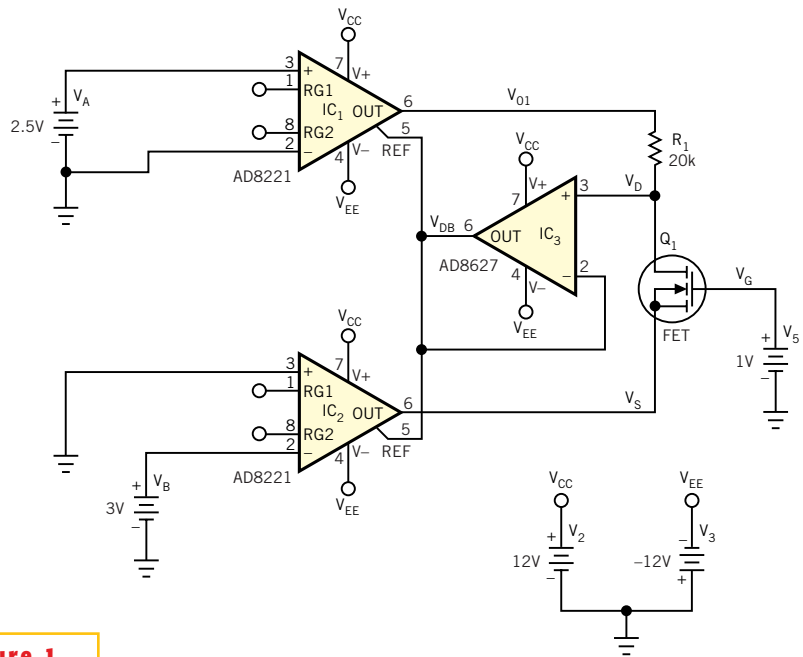 VCC
3
+
7
V+
1
RG1
IC1
OUT
6
VO1
8
RG2
5
2
–
4
V–
REF
AD8221
VEE
+
VA
2.5V
–
R1
20k
VCC
7
V+
3
+
VD
VDB
6
OUT
IC3
AD8627
4
V–
2
–
VEE
Q1
FET
VG
+
V5
1V
–
VCC
3
+
7
V+
1
RG1
IC2
OUT
6
VS
8
RG2
5
2
–
4
V–
REF
AD8221
VEE
+
VB
3V
–
VCC
VEE
+
V2
12V
–
–
V3
–12V
+
ure 1